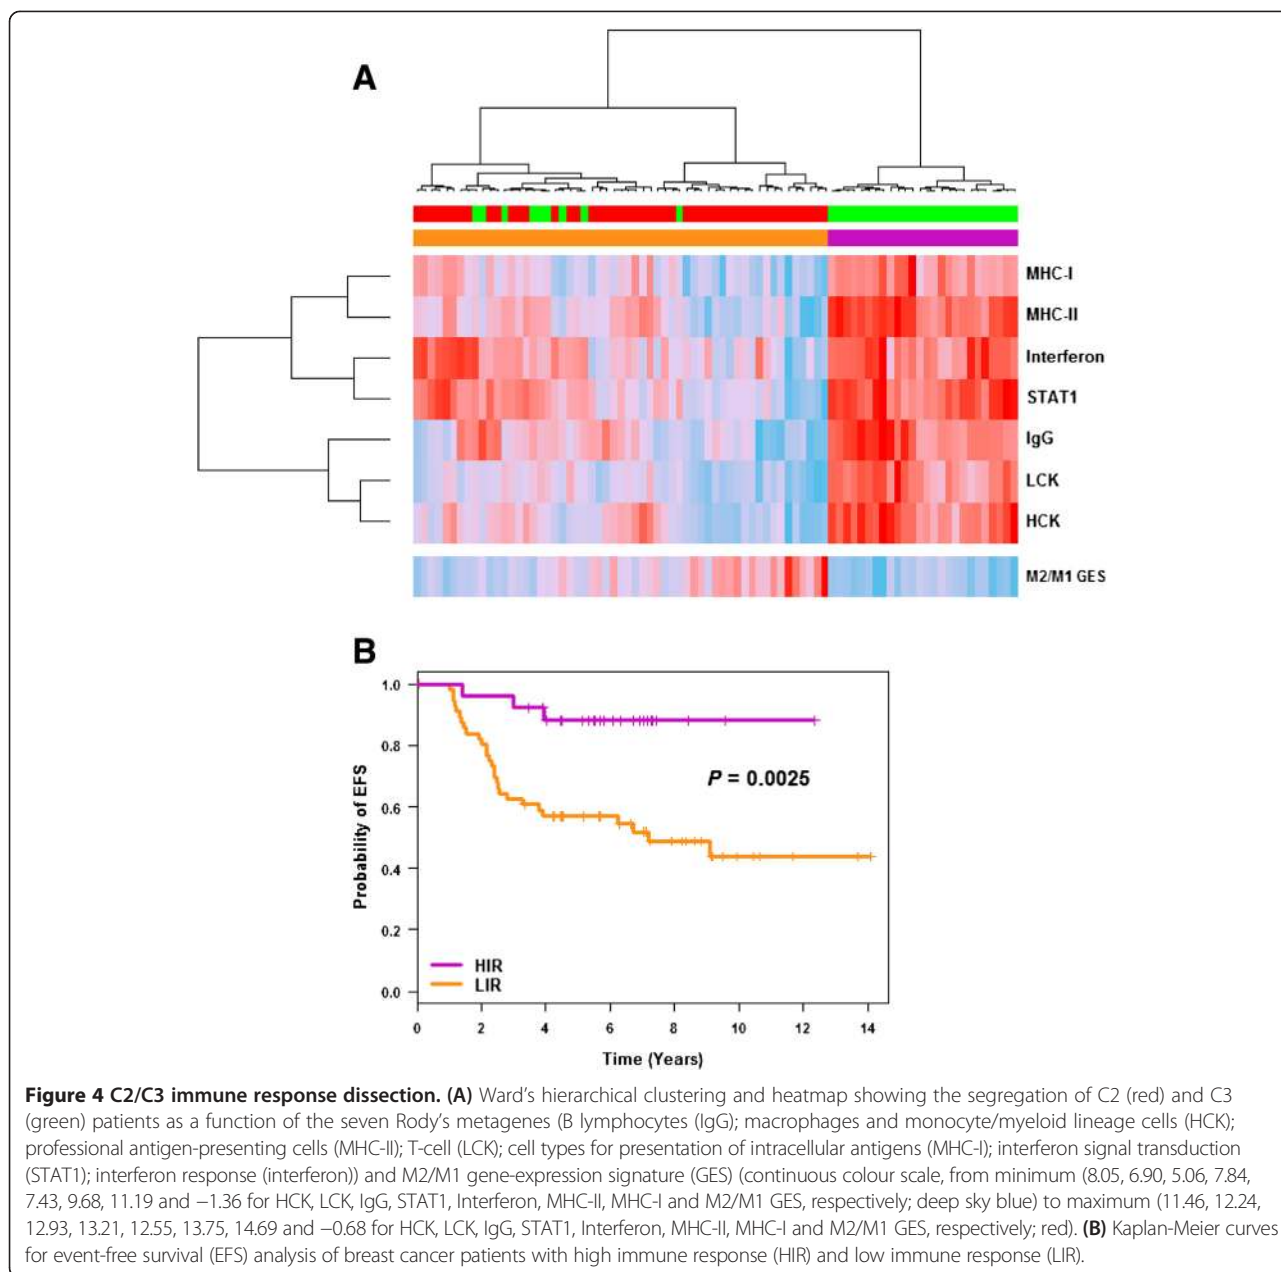 A
MHC-I
MHC-II
Interferon
STAT1
IgG
LCK
HCK
M2/M1 GES
B
1.0
0.8
0.6
0.4
0.2
0.0
Probability of EFS
P = 0.0025
HIR
LIR
0 2 4 6 8 10 12 14
Time (Years)
Figure 4 C2/C3 immune response dissection. (A) Ward's hierarchical clustering and heatmap showing the segregation of C2 (red) and C3
(green) patients as a function of the seven Rody's metagenes (B lymphocytes (IgG); macrophages and monocyte/myeloid lineage cells (HCK);
professional antigen-presenting cells (MHC-II); T-cell (LCK); cell types for presentation of intracellular antigens (MHC-I); interferon signal transduction
(STAT1); interferon response (interferon)) and M2/M1 gene-expression signature (GES) (continuous colour scale, from minimum (8.05, 6.90, 5.06, 7.84,
7.43, 9.68, 11.19 and −1.36 for HCK, LCK, IgG, STAT1, Interferon, MHC-II, MHC-I and M2/M1 GES, respectively; deep sky blue) to maximum (11.46, 12.24,
12.93, 13.21, 12.55, 13.75, 14.69 and −0.68 for HCK, LCK, IgG, STAT1, Interferon, MHC-II, MHC-I and M2/M1 GES, respectively; red). (B) Kaplan-Meier curves
for event-free survival (EFS) analysis of breast cancer patients with high immune response (HIR) and low immune response (LIR).